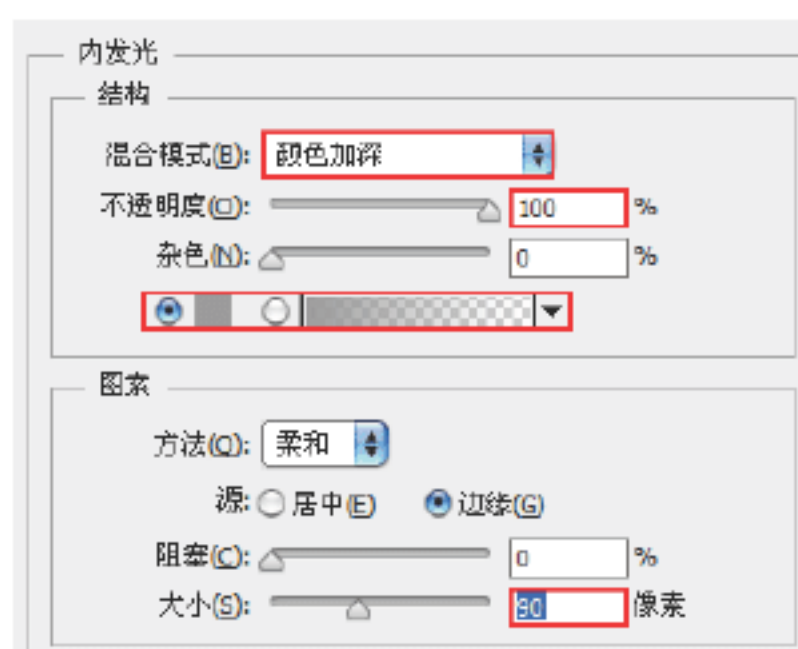 内发光
结构
混合模式(B): 颜色加深
不透明度(O): 100 %
杂色(N): 0 %
图素
方法(Q): 柔和
源: 居中(E) 边缘(G)
阻塞(C): 0 %
大小(S): 90 像素